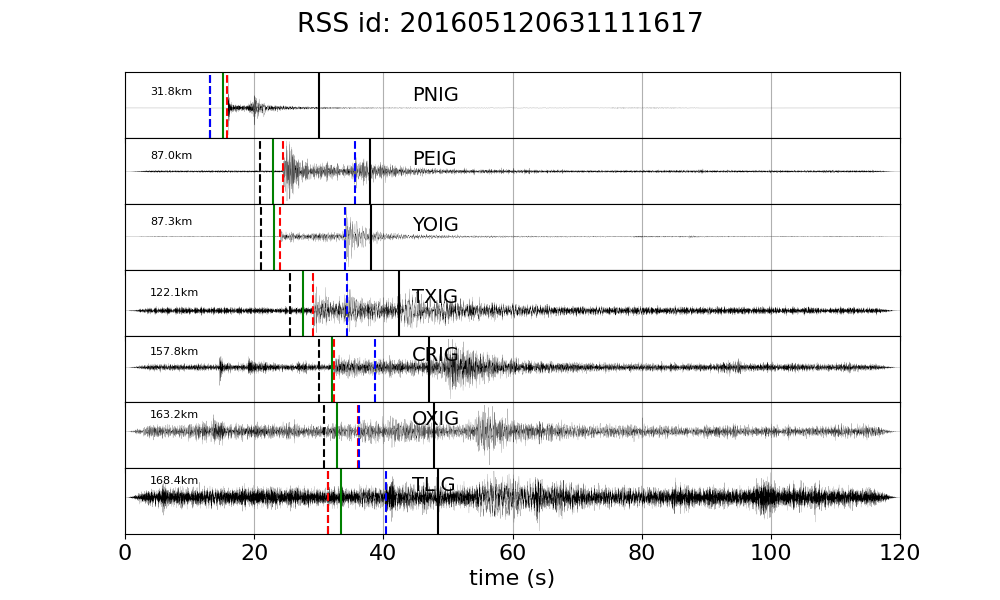 RSS id: 201605120631111617
31.8km PNIG
87.0km PEIG
87.3km YOIG
122.1km TXIG
157.8km CRIG
163.2km OXIG
168.4km TLIG
0 20 40 60 80 100 120
time (s)